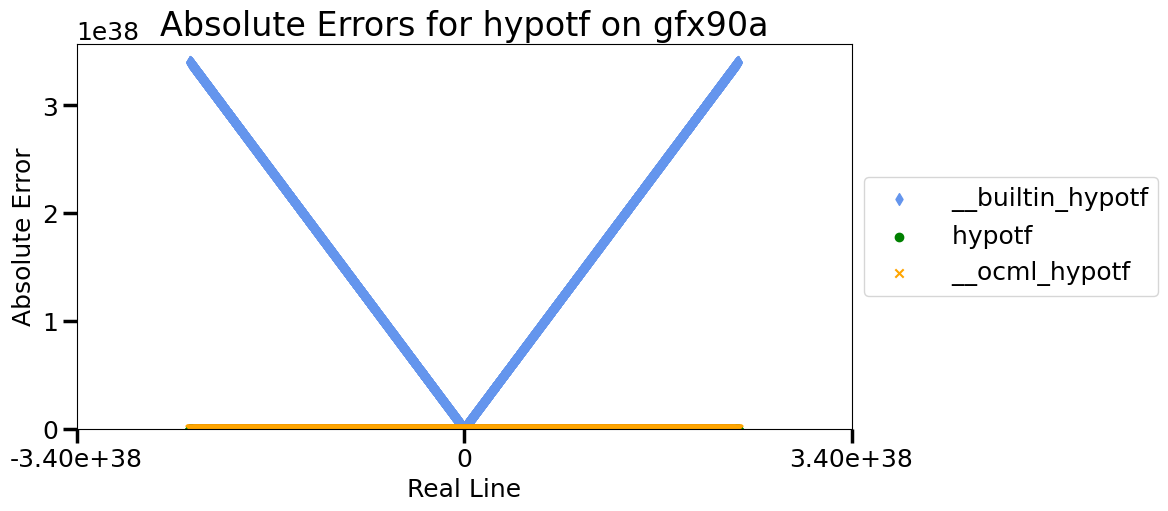 Absolute Errors for hypotf on gfx90a
1e38
3
2
1
0
Absolute Error
-3.40e+38
0
3.40e+38
Real Line
__builtin_hypotf
hypotf
__ocml_hypotf